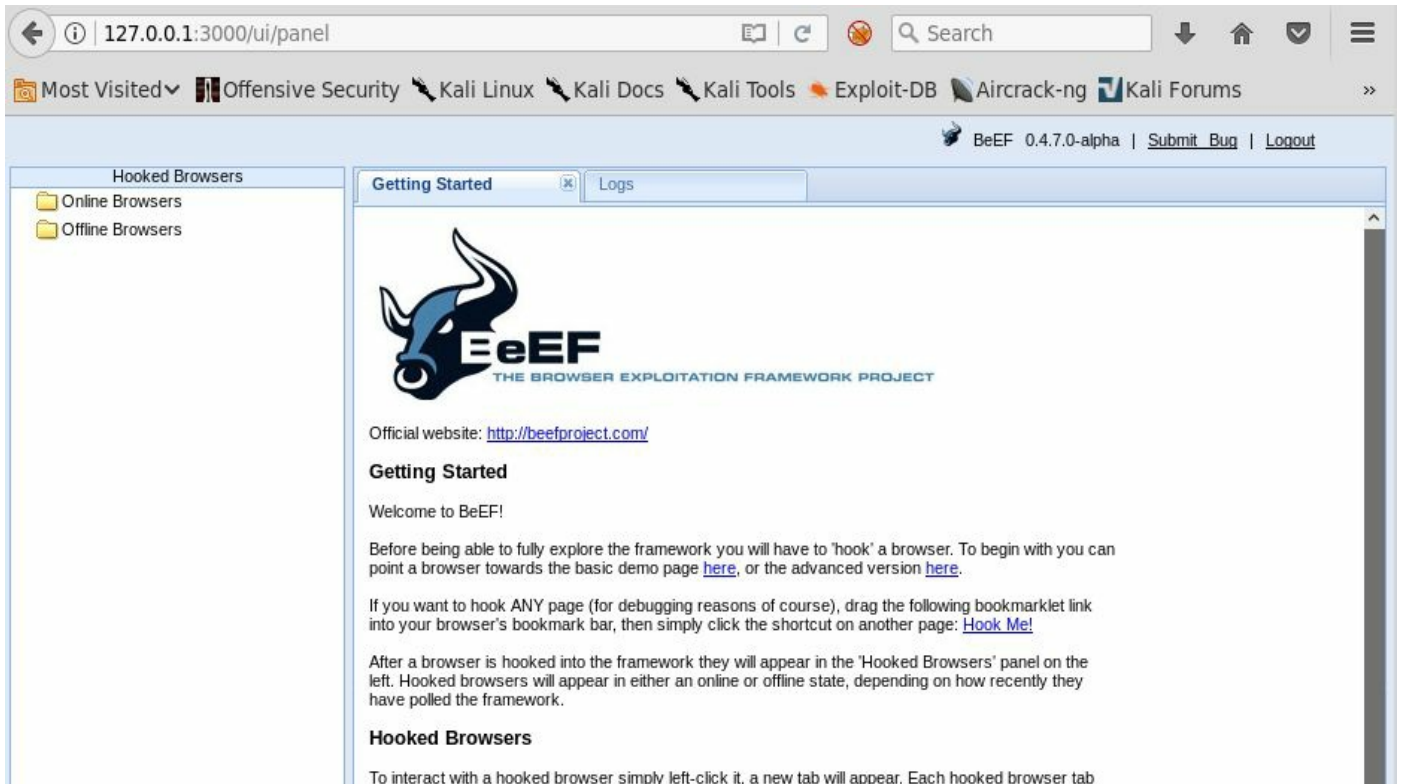 127.0.0.1:3000/ui/panel
Search
Most Visited
Offensive Security
Kali Linux
Kali Docs
Kali Tools
Exploit-DB
Aircrack-ng
Kali Forums
»
BeEF 0.4.7.0-alpha | Submit Bug | Logout
Hooked Browsers
Online Browsers
Offline Browsers
Getting Started
Logs
BeEF
THE BROWSER EXPLOITATION FRAMEWORK PROJECT
Official website: http://beefproject.com/
Getting Started
Welcome to BeEF!
Before being able to fully explore the framework you will have to 'hook' a browser. To begin with you can
point a browser towards the basic demo page here, or the advanced version here.
If you want to hook ANY page (for debugging reasons of course), drag the following bookmarklet link
into your browser's bookmark bar, then simply click the shortcut on another page: Hook Me!
After a browser is hooked into the framework they will appear in the 'Hooked Browsers' panel on the
left. Hooked browsers will appear in either an online or offline state, depending on how recently they
have polled the framework.
Hooked Browsers
To interact with a hooked browser simply left-click it, a new tab will appear. Each hooked browser tab